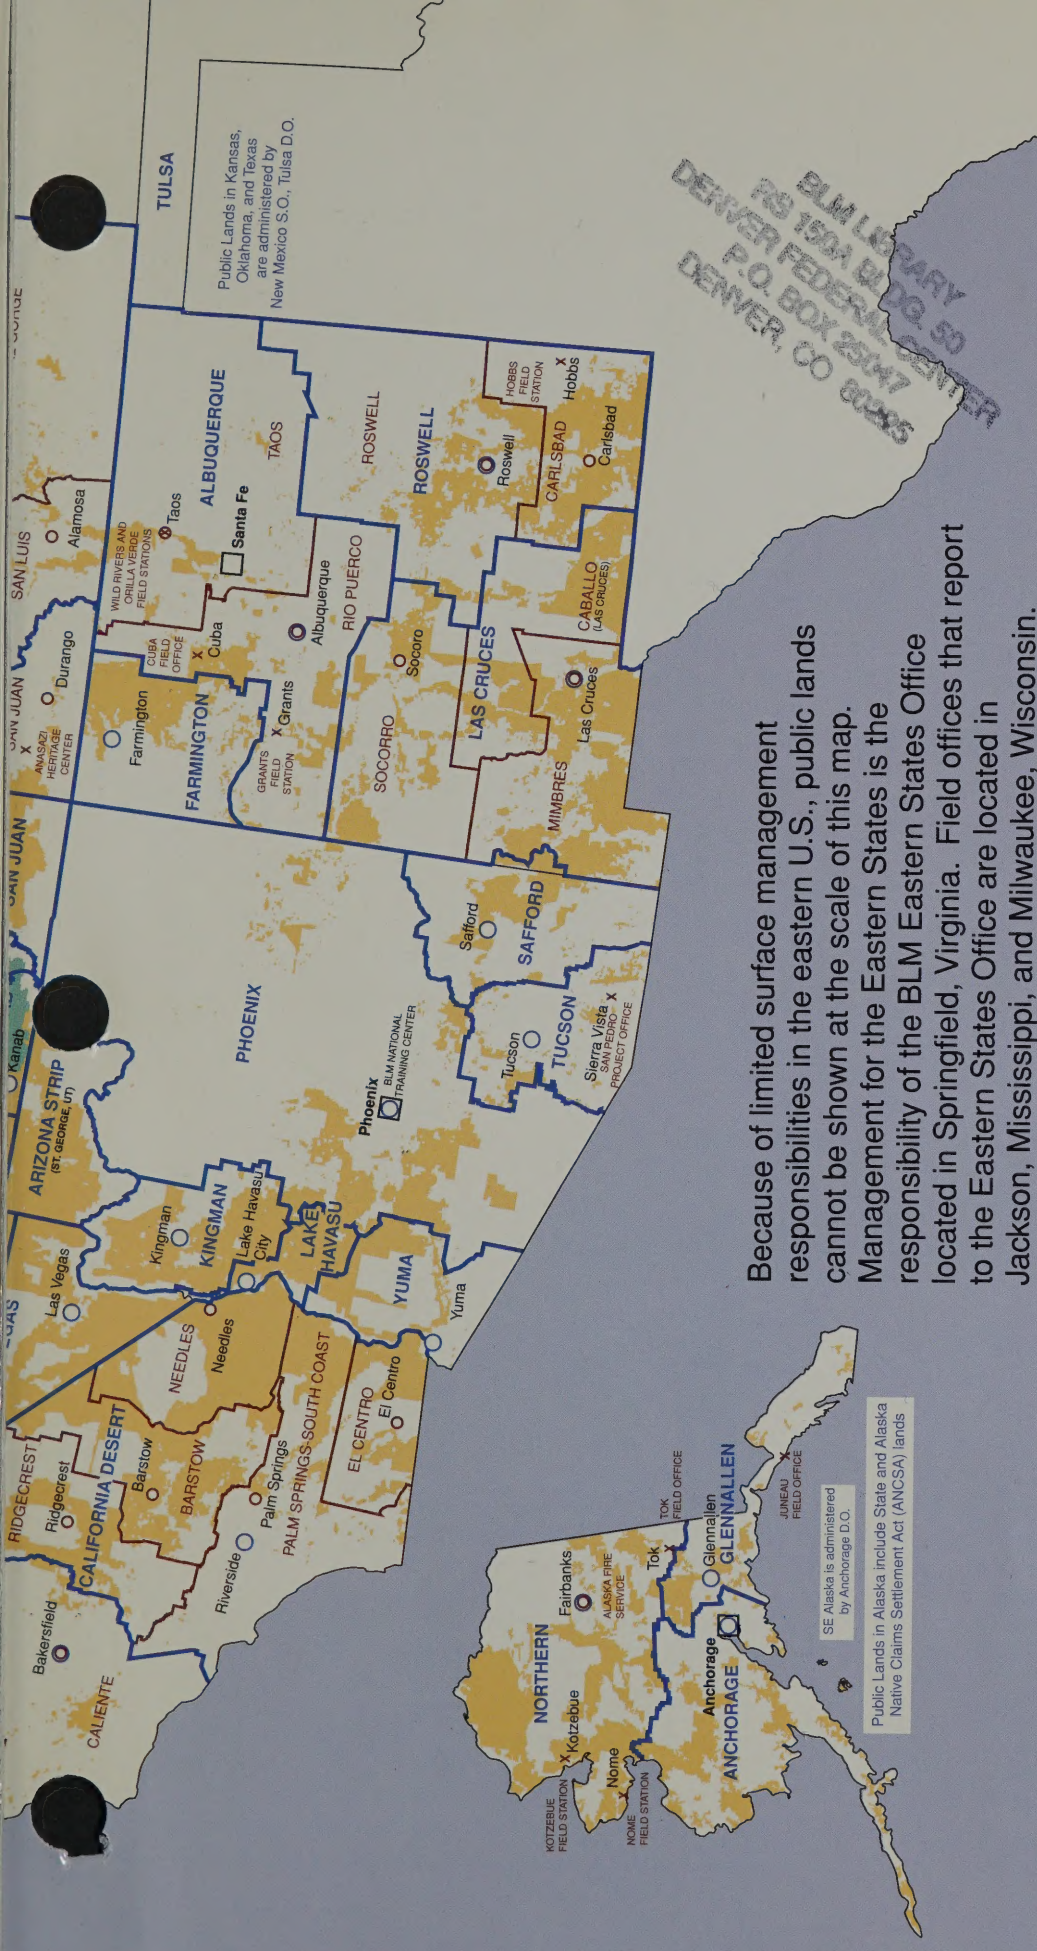 RIDGECREST
Ridgecrest
CALIFORNIA DESERT
Bakersfield
CALIENTE
Barstow
BARSTOW
NEEDLES
Needles
Las Vegas
Riverside
Palm Springs
PALM SPRINGS-SOUTH COAST
EL CENTRO
El Centro
Kanab
ARIZONA STRIP
(ST. GEORGE, UT)
Kingman
KINGMAN
Lake Havasu
City
LAKE
HAVASU
YUMA
Yuma
PHOENIX
Phoenix
BLM NATIONAL
TRAINING CENTER
Safford
SAFFORD
Tucson
TUCSON
Sierra Vista
SAN PEDRO
PROJECT OFFICE
SAN JUAN
SAN JUAN
ANASAZI
HERITAGE
CENTER
Durango
SAN LUIS
Alamosa
Farmington
FARMINGTON
CUBA
FIELD
OFFICE
Cuba
WILD RIVERS AND
ORILLA VERDE
FIELD STATIONS
Taos
ALBUQUERQUE
TAOS
Santa Fe
GRANTS
FIELD
STATION
Grants
Albuquerque
RIO PUERCO
SOCORRO
Socoro
ROSWELL
ROSWELL
Roswell
HOBBS
FIELD
STATION
Hobbs
CARLSBAD
Carlsbad
LAS CRUCES
CABALLO
(LAS CRUCES)
Las Cruces
MIMBRES
TULSA
Public Lands in Kansas,
Oklahoma, and Texas
are administered by
New Mexico S.O., Tulsa D.O.
BLM LIBRARY
RS 150A BLDG. 50
DENVER FEDERAL CENTER
P.O. BOX 25047
DENVER, CO 80225
Because of limited surface management
responsibilities in the eastern U.S., public lands
cannot be shown at the scale of this map.
Management for the Eastern States is the
responsibility of the BLM Eastern States Office
located in Springfield, Virginia. Field offices that report
to the Eastern States Office are located in
Jackson, Mississippi, and Milwaukee, Wisconsin.
NORTHERN
Fairbanks
ALASKA FIRE
SERVICE
Kotzebue
KOTZEBUE
FIELD STATION
Nome
NOME
FIELD STATION
Tok
TOK
FIELD OFFICE
Glennallen
GLENNALLEN
Anchorage
ANCHORAGE
JUNEAU
FIELD OFFICE
SE Alaska is administered
by Anchorage D.O.
Public Lands in Alaska include State and Alaska
Native Claims Settlement Act (ANCSA) lands